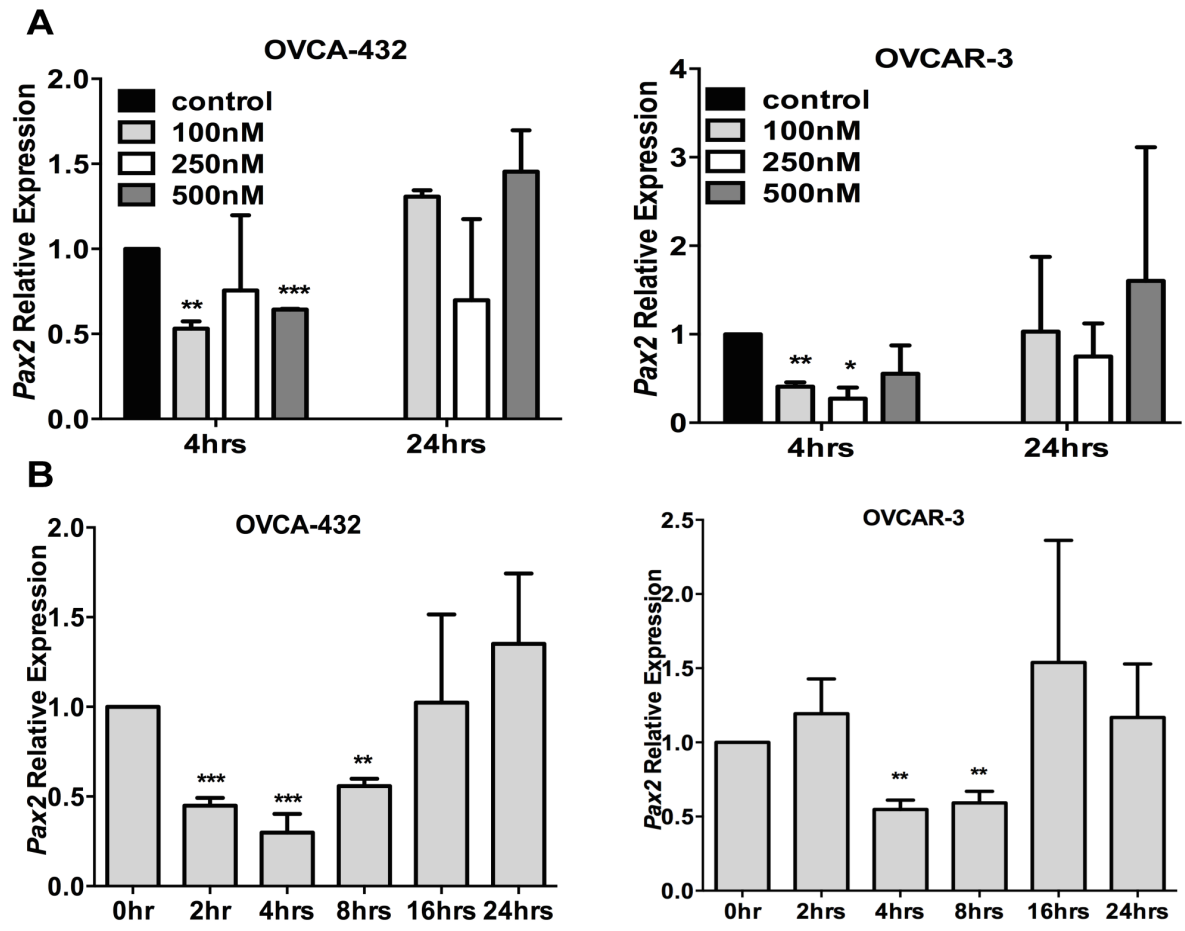 A
OVCA-432
Pax2 Relative Expression
2.0
1.5
1.0
0.5
0.0
control
100nM
250nM
500nM
**
***
4hrs
24hrs
OVCAR-3
Pax2 Relative Expression
4
3
2
1
0
control
100nM
250nM
500nM
**
*
4hrs
24hrs
B
OVCA-432
Pax2 Relative Expression
2.0
1.5
1.0
0.5
0.0
***
***
**
0hr 2hr 4hrs 8hrs 16hrs 24hrs
OVCAR-3
Pax2 Relative Expression
2.5
2.0
1.5
1.0
0.5
0.0
**
**
0hr 2hrs 4hrs 8hrs 16hrs 24hrs